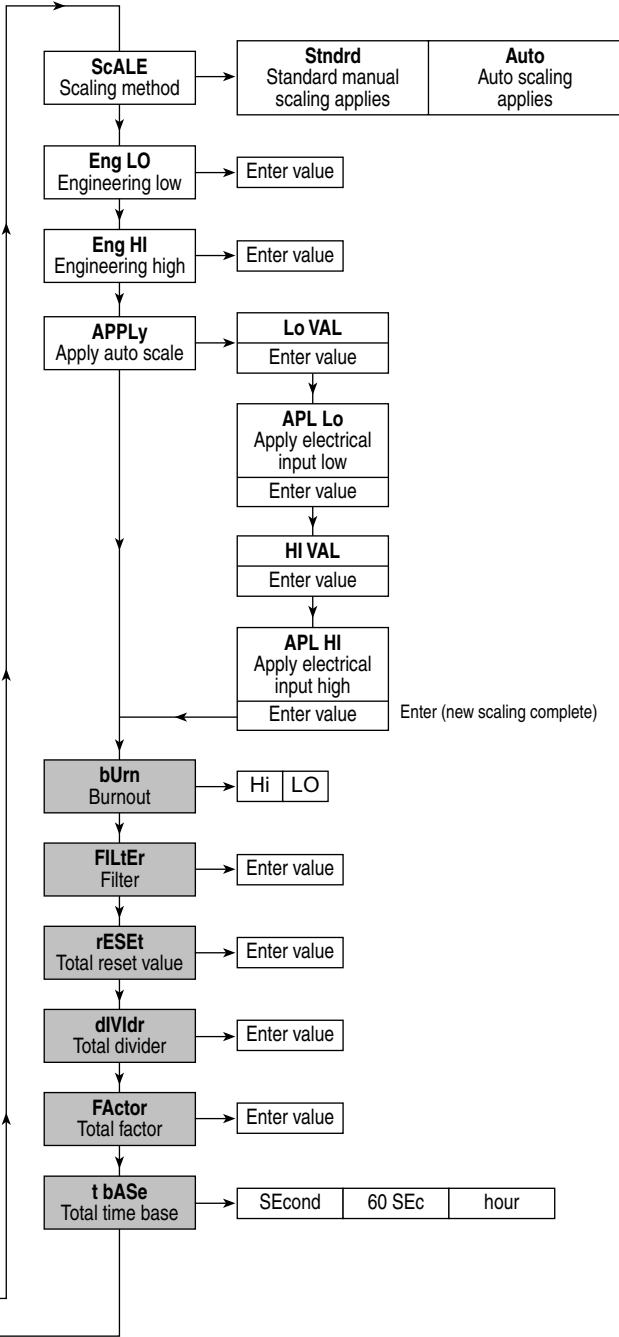 ScALE
Scaling method
Stndrd
Standard manual
scaling applies
Auto
Auto scaling
applies
Eng LO
Engineering low
Enter value
Eng HI
Engineering high
Enter value
APPLy
Apply auto scale
Lo VAL
Enter value
APL Lo
Apply electrical
input low
Enter value
HI VAL
Enter value
APL HI
Apply electrical
input high
Enter value
Enter (new scaling complete)
bUrn
Burnout
Hi
LO
FILtEr
Filter
Enter value
rESEt
Total reset value
Enter value
dIVIdr
Total divider
Enter value
FActor
Total factor
Enter value
t bASe
Total time base
SEcond
60 SEc
hour